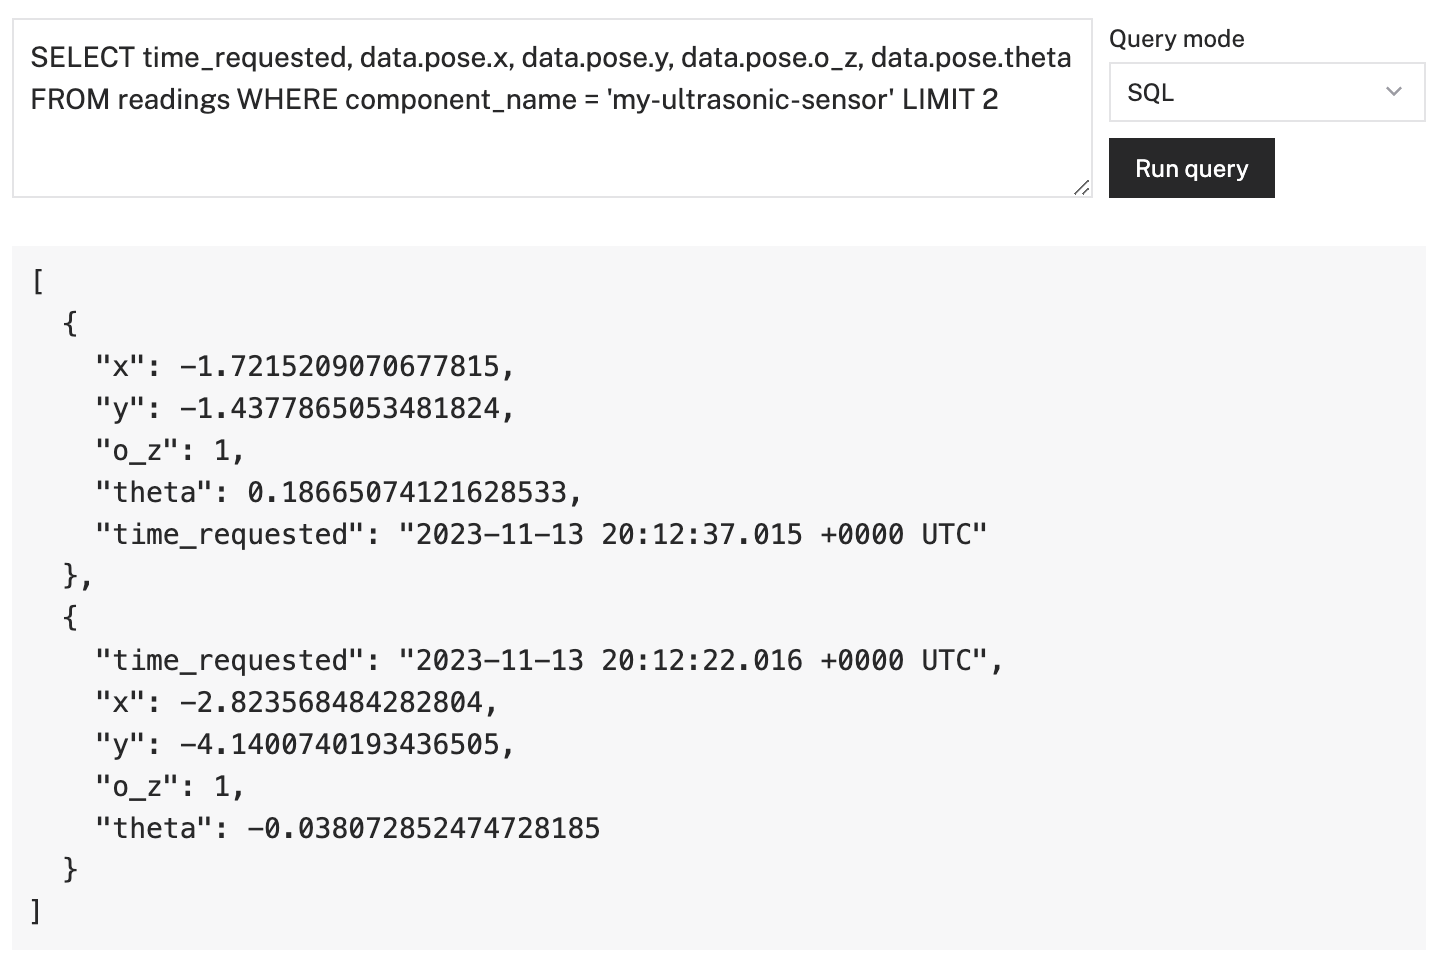 SELECT time_requested, data.pose.x, data.pose.y, data.pose.o_z, data.pose.theta
FROM readings WHERE component_name = 'my-ultrasonic-sensor' LIMIT 2
Query mode
SQL
Run query
[
  {
    "x": -1.7215209070677815,
    "y": -1.4377865053481824,
    "o_z": 1,
    "theta": 0.18665074121628533,
    "time_requested": "2023-11-13 20:12:37.015 +0000 UTC"
  },
  {
    "time_requested": "2023-11-13 20:12:22.016 +0000 UTC",
    "x": -2.823568484282804,
    "y": -4.1400740193436505,
    "o_z": 1,
    "theta": -0.038072852474728185
  }
]